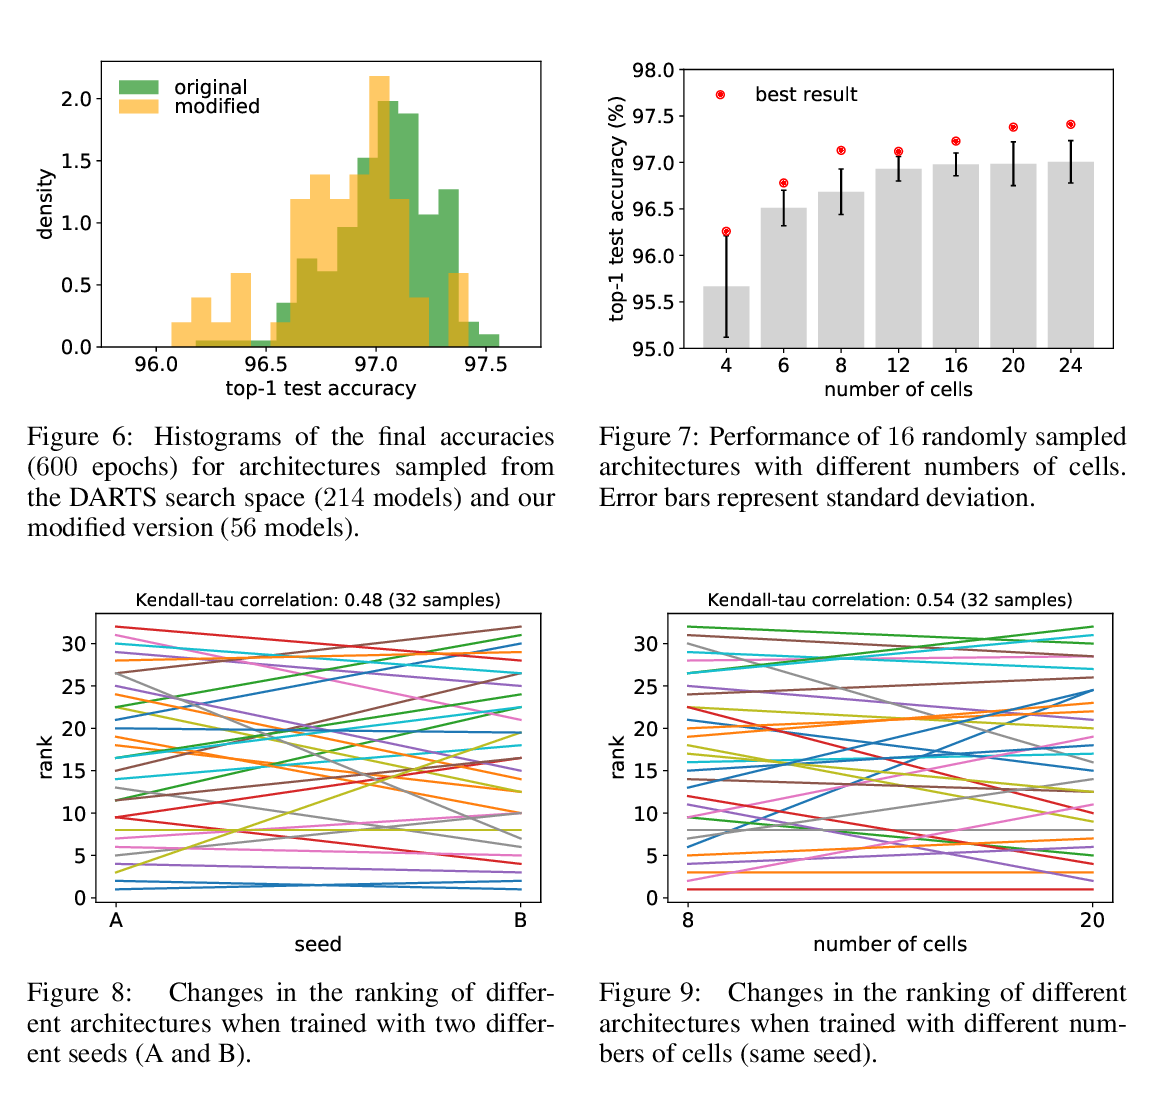 original
modified
2.0
1.5
1.0
0.5
0.0
density
96.0 96.5 97.0 97.5
top-1 test accuracy
Figure 6: Histograms of the final accuracies
(600 epochs) for architectures sampled from
the DARTS search space (214 models) and our
modified version (56 models).
best result
98.0
97.5
97.0
96.5
96.0
95.5
95.0
top-1 test accuracy (%)
4 6 8 12 16 20 24
number of cells
Figure 7: Performance of 16 randomly sampled
architectures with different numbers of cells.
Error bars represent standard deviation.
Kendall-tau correlation: 0.48 (32 samples)
30
25
20
15
10
5
0
rank
A B
seed
Figure 8: Changes in the ranking of differ-
ent architectures when trained with two differ-
ent seeds (A and B).
Kendall-tau correlation: 0.54 (32 samples)
30
25
20
15
10
5
0
rank
8 20
number of cells
Figure 9: Changes in the ranking of different
architectures when trained with different num-
bers of cells (same seed).